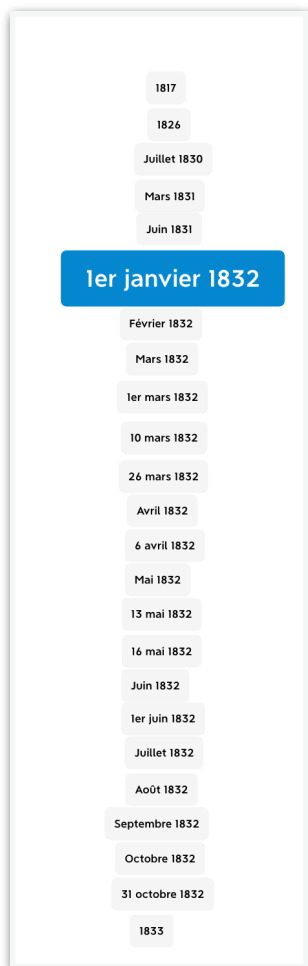 1817
1826
Juillet 1830
Mars 1831
Juin 1831
1er janvier 1832
Février 1832
Mars 1832
1er mars 1832
10 mars 1832
26 mars 1832
Avril 1832
6 avril 1832
Mai 1832
13 mai 1832
16 mai 1832
Juin 1832
1er juin 1832
Juillet 1832
Août 1832
Septembre 1832
Octobre 1832
31 octobre 1832
1833